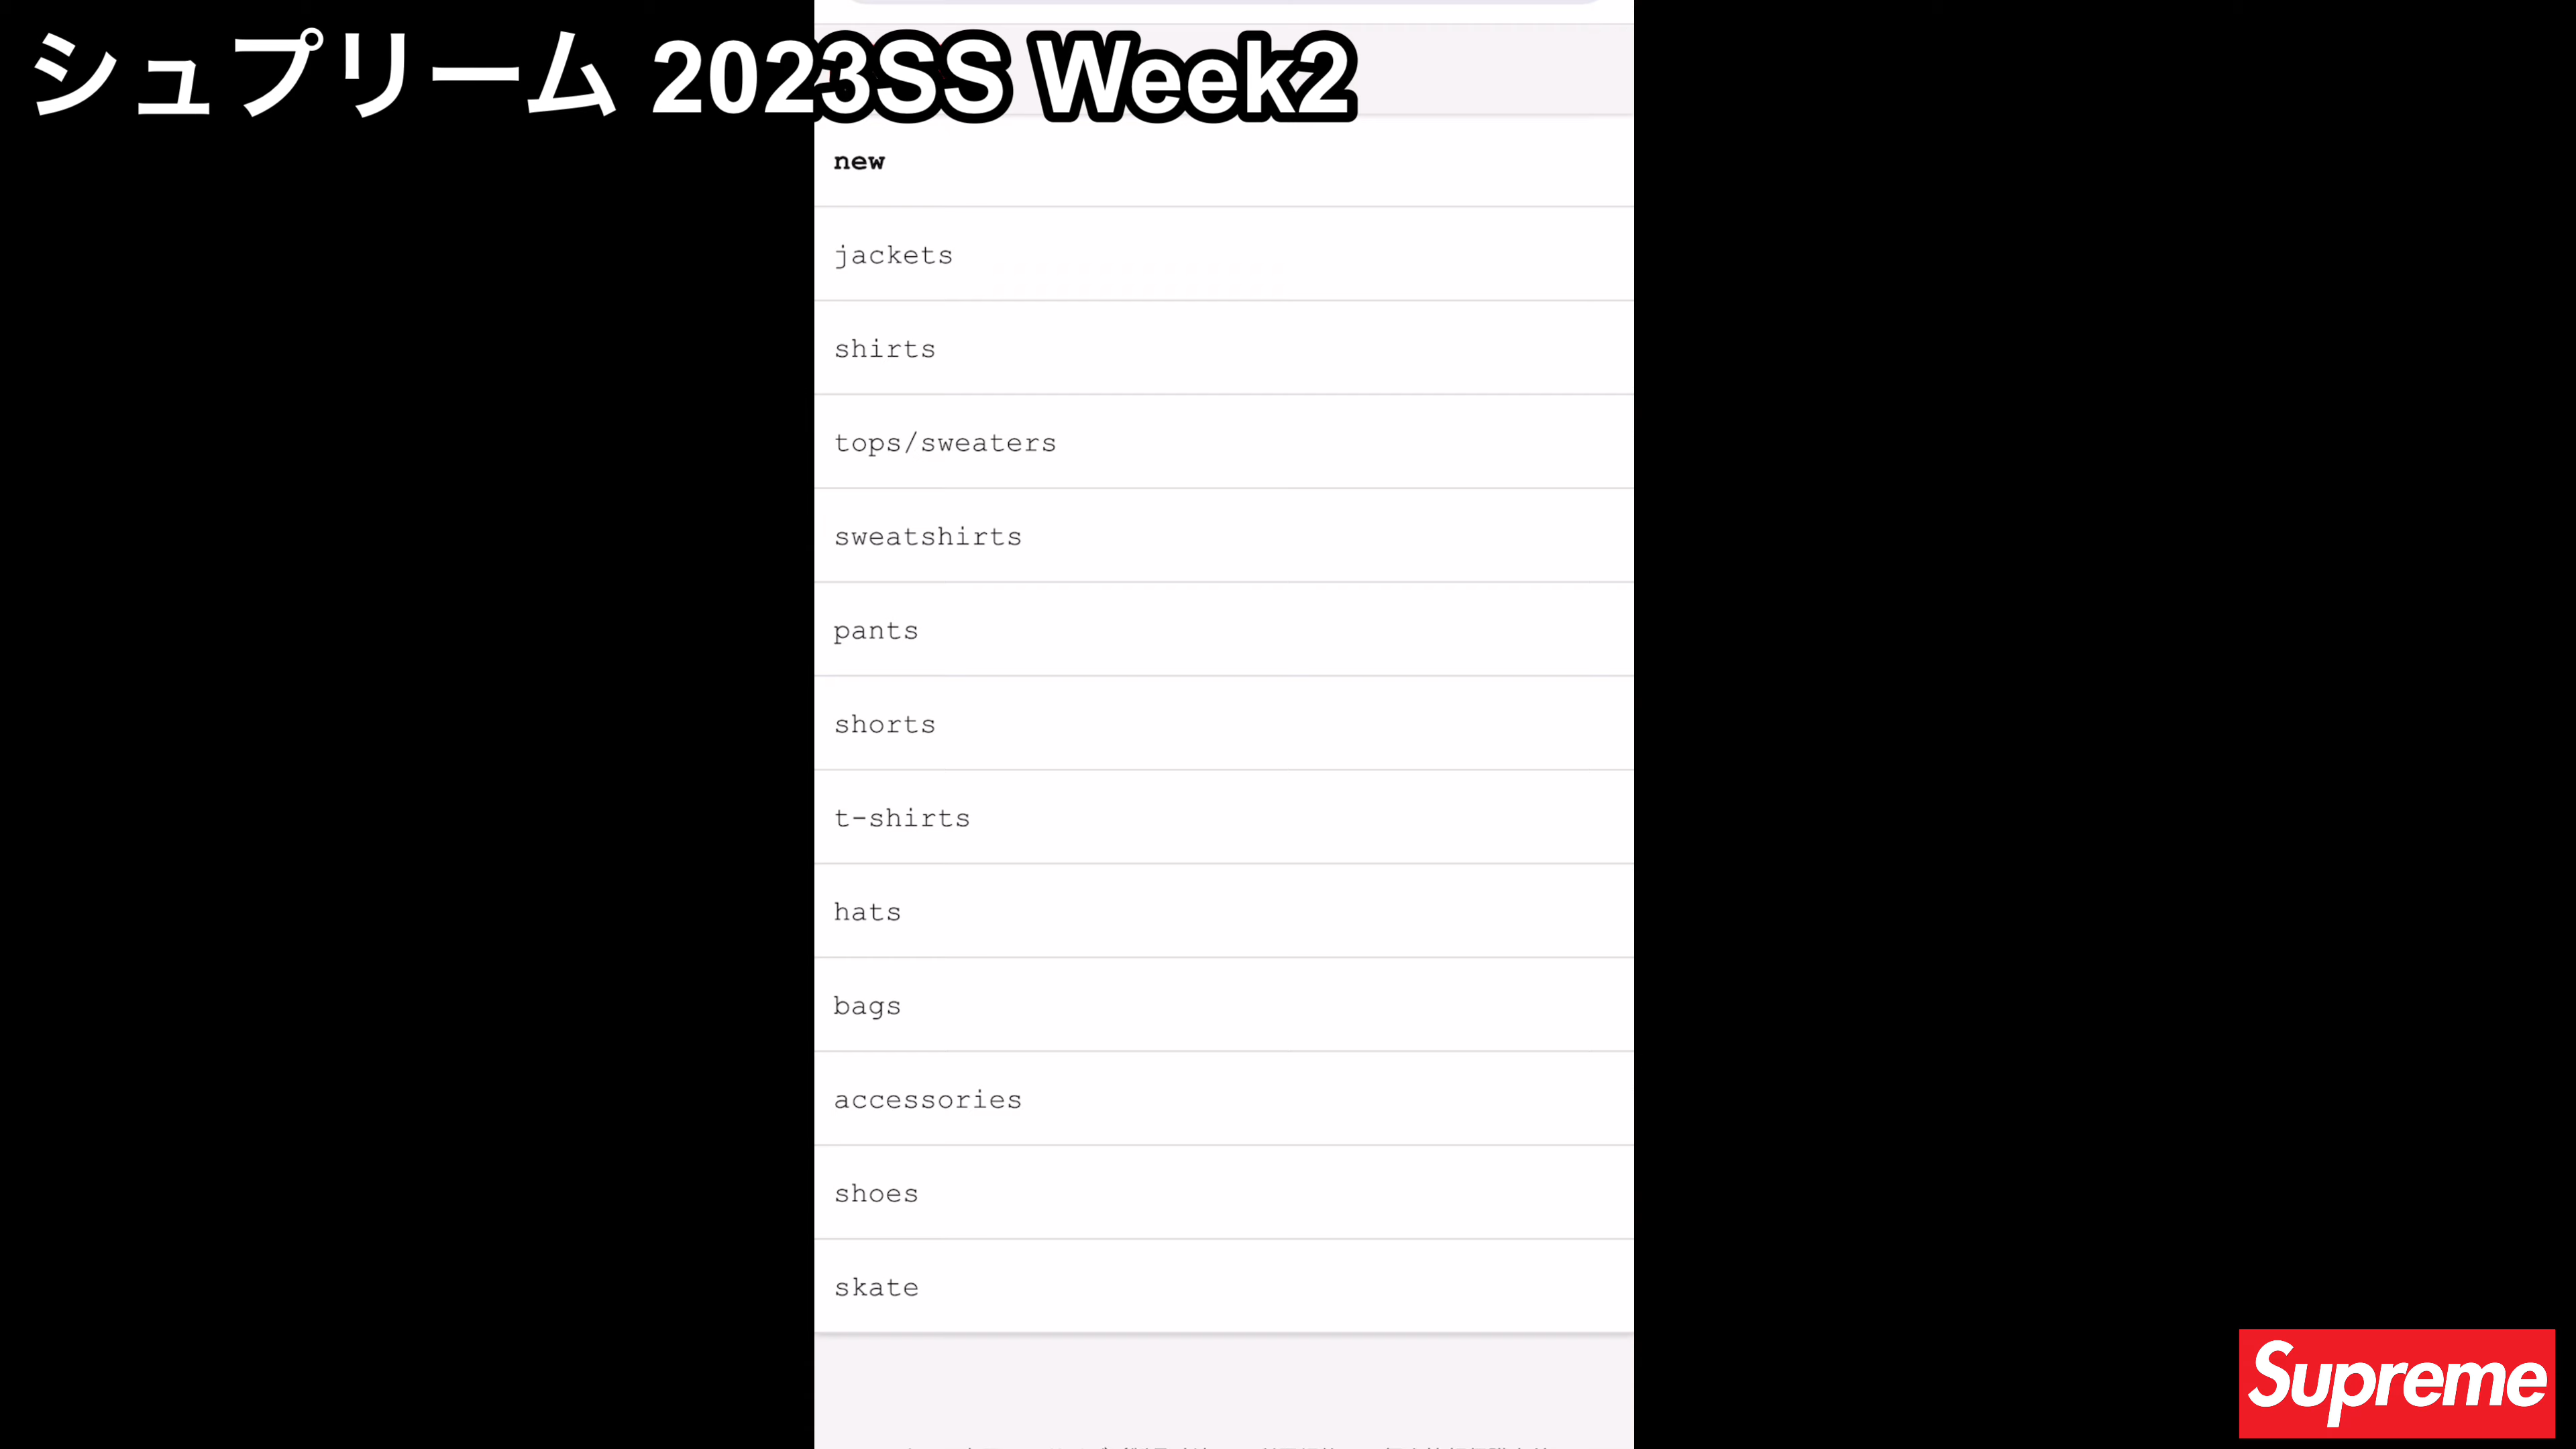 シュプリーム 2023SS Week2
new
jackets
shirts
tops/sweaters
sweatshirts
pants
shorts
t-shirts
hats
bags
accessories
shoes
skate
Supreme